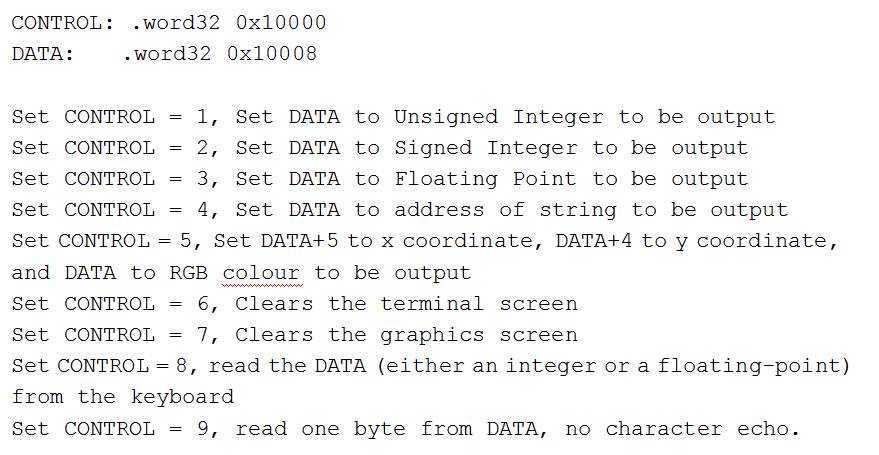 CONTROL: .word32 0x10000
DATA: .word32 0x10008
Set CONTROL = 1, Set DATA to Unsigned Integer to be output
Set CONTROL = 2, Set DATA to Signed Integer to be output
Set CONTROL = 3, Set DATA to Floating Point to be output
Set CONTROL = 4, Set DATA to address of string to be output
Set CONTROL = 5, Set DATA+5 to x coordinate, DATA+4 to y coordinate,
and DATA to RGB colour to be output
Set CONTROL = 6, Clears the terminal screen
Set CONTROL = 7, Clears the graphics screen
Set CONTROL = 8, read the DATA (either an integer or a floating-point)
from the keyboard
Set CONTROL = 9, read one byte from DATA, no character echo.